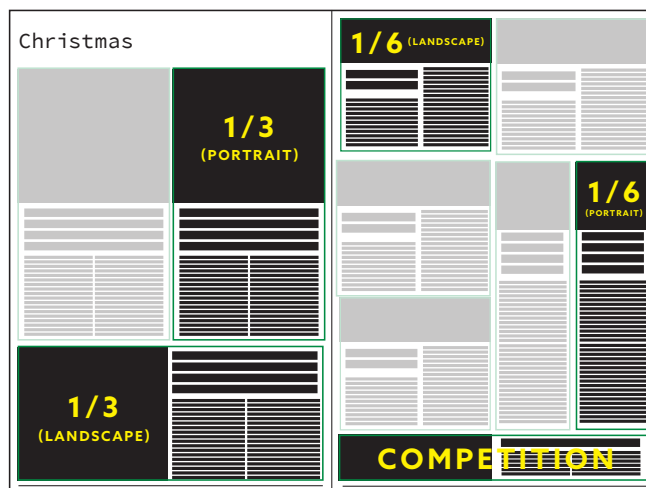 Christmas
1/3
(PORTRAIT)
1/3
(LANDSCAPE)
1/6 (LANDSCAPE)
1/6
(PORTRAIT)
COMPETITION